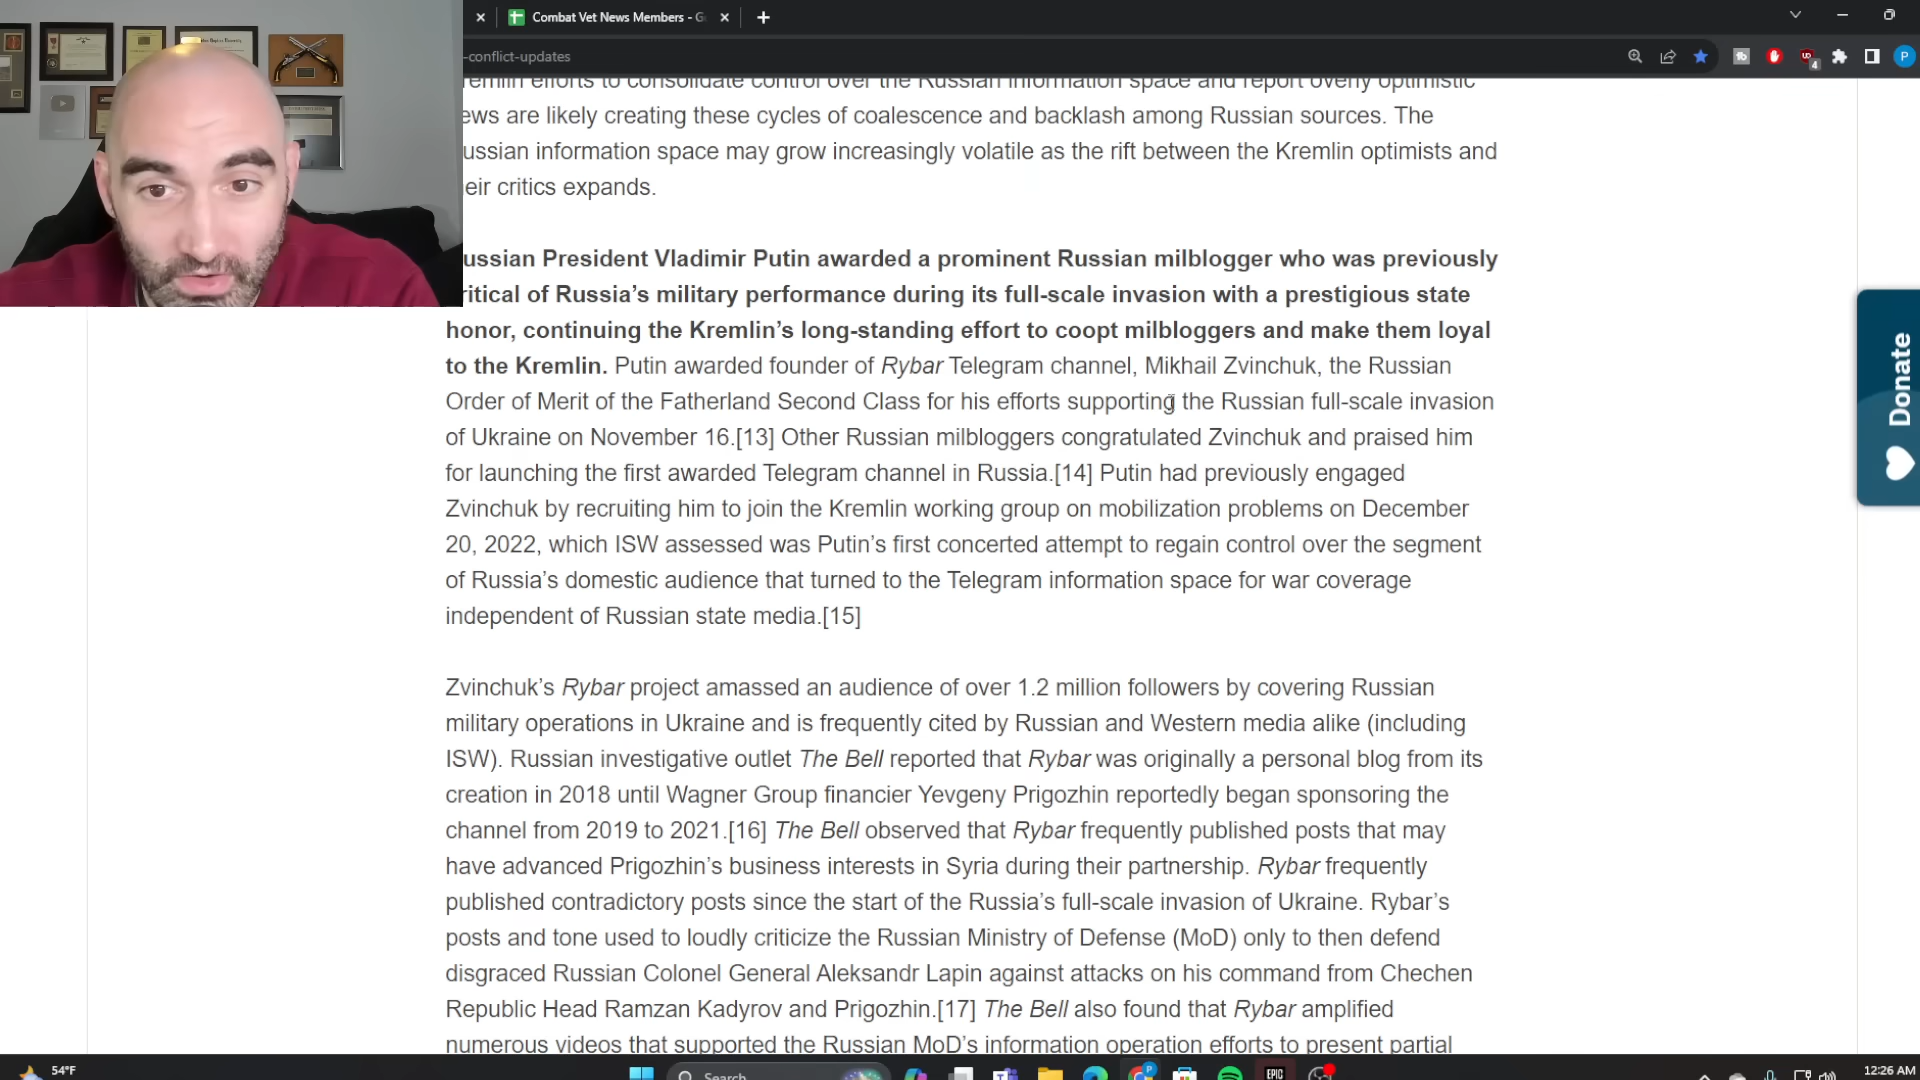 Combat Vet News Members - G
-conflict-updates
4
P
remlin efforts to consolidate control over the Russian information space and report overly optimistic
ews are likely creating these cycles of coalescence and backlash among Russian sources. The
ussian information space may grow increasingly volatile as the rift between the Kremlin optimists and
eir critics expands.
ussian President Vladimir Putin awarded a prominent Russian milblogger who was previously
ritical of Russia’s military performance during its full-scale invasion with a prestigious state
honor, continuing the Kremlin’s long-standing effort to coopt milbloggers and make them loyal
to the Kremlin. Putin awarded founder of Rybar Telegram channel, Mikhail Zvinchuk, the Russian
Order of Merit of the Fatherland Second Class for his efforts supporting the Russian full-scale invasion
of Ukraine on November 16.[13] Other Russian milbloggers congratulated Zvinchuk and praised him
for launching the first awarded Telegram channel in Russia.[14] Putin had previously engaged
Zvinchuk by recruiting him to join the Kremlin working group on mobilization problems on December
20, 2022, which ISW assessed was Putin’s first concerted attempt to regain control over the segment
of Russia’s domestic audience that turned to the Telegram information space for war coverage
independent of Russian state media.[15]
Zvinchuk’s Rybar project amassed an audience of over 1.2 million followers by covering Russian
military operations in Ukraine and is frequently cited by Russian and Western media alike (including
ISW). Russian investigative outlet The Bell reported that Rybar was originally a personal blog from its
creation in 2018 until Wagner Group financier Yevgeny Prigozhin reportedly began sponsoring the
channel from 2019 to 2021.[16] The Bell observed that Rybar frequently published posts that may
have advanced Prigozhin’s business interests in Syria during their partnership. Rybar frequently
published contradictory posts since the start of the Russia’s full-scale invasion of Ukraine. Rybar’s
posts and tone used to loudly criticize the Russian Ministry of Defense (MoD) only to then defend
disgraced Russian Colonel General Aleksandr Lapin against attacks on his command from Chechen
Republic Head Ramzan Kadyrov and Prigozhin.[17] The Bell also found that Rybar amplified
numerous videos that supported the Russian MoD’s information operation efforts to present partial
Donate
54°F
Search
EPIC
12:26 AM